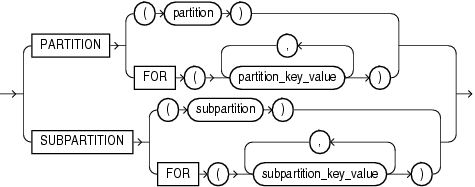 ( partition )
PARTITION
,
FOR ( partition_key_value )
( subpartition )
SUBPARTITION
,
FOR ( subpartition_key_value )